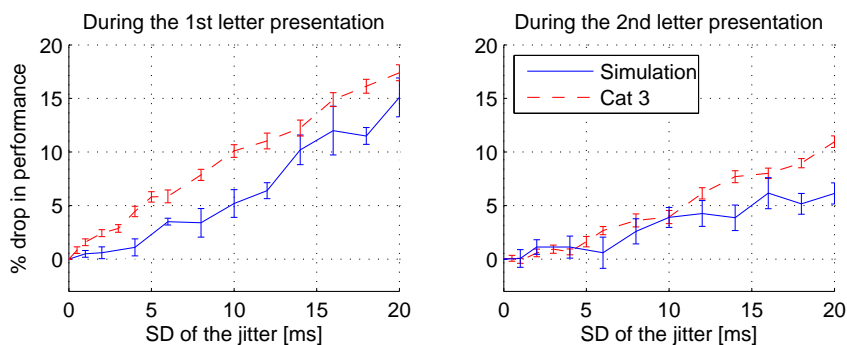 During the 1st letter presentation
% drop in performance
20
15
10
5
0
0 5 10 15 20
SD of the jitter [ms]
During the 2nd letter presentation
Simulation
Cat 3
20
15
10
5
0
0 5 10 15 20
SD of the jitter [ms]